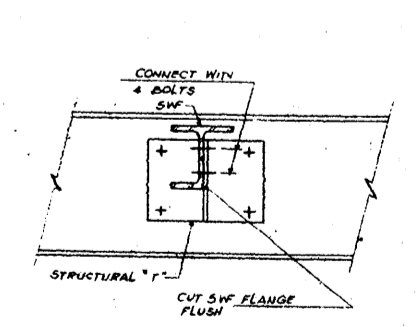 CONNECT WITH
4 BOLTS
5WF
STRUCTURAL "T"
CUT 5WF FLANGE
FLUSH